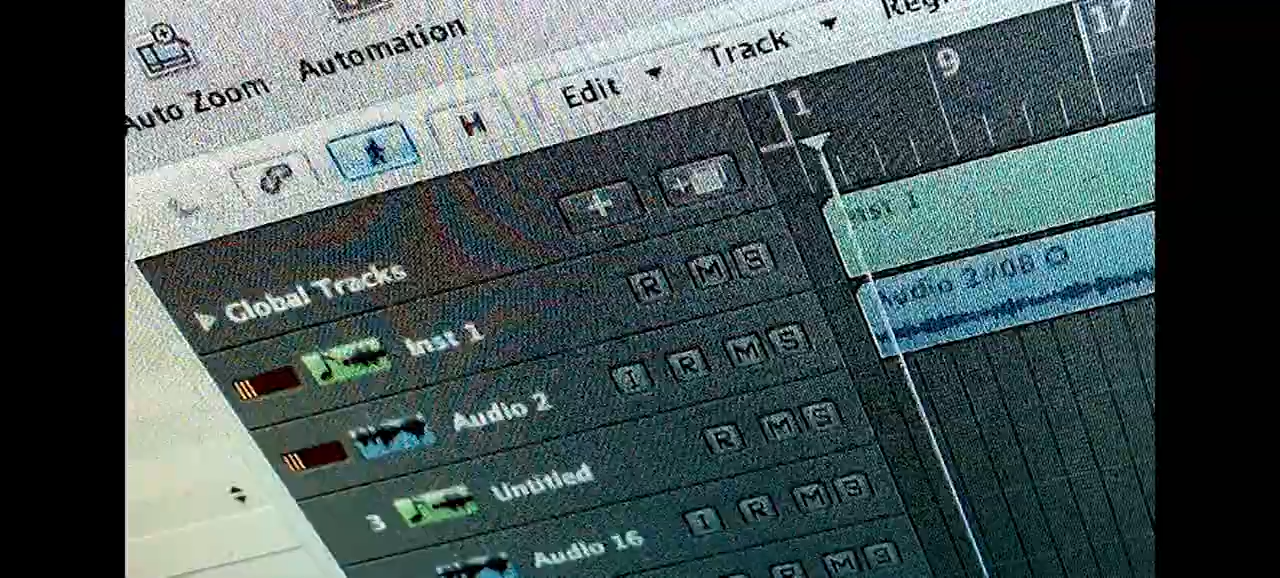 Auto Zoom
Automation
Edit
Track
1
9
17
Global Tracks
Inst 1
R M S
Inst 1
Audio 2
I R M S
3
Untitled
R M S
Audio 16
I R M S
M S